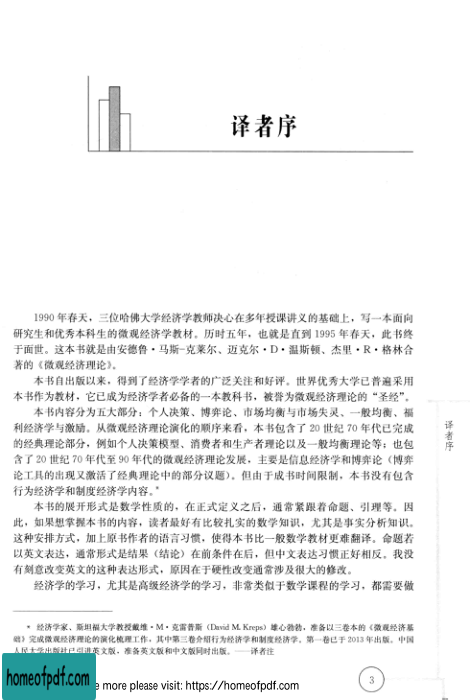 译者序
1990 年春天，三位哈佛大学经济学教师决心在多年授课讲义的基础上，写一本面向
研究生和优秀本科生的微观经济学教材。历时五年，也就是直到 1995 年春天，此书终
于面世。这本书就是由安德鲁·马斯-克莱尔、迈克尔·D·温斯顿、杰里·R·格林合
著的《微观经济理论》。
本书自出版以来，得到了经济学学者的广泛关注和好评。世界优秀大学已普遍采用
本书作为教材，它已成为经济学者必备的一本教科书，被誉为微观经济理论的“圣经”。
本书内容分为五大部分：个人决策、博弈论、市场均衡与市场失灵、一般均衡、福
利经济学与激励。从微观经济理论演化的顺序来看，本书包含了 20 世纪 70 年代已完成
的经典理论部分，例如个人决策模型、消费者和生产者理论以及一般均衡理论等；也包
含了 20 世纪 70 年代至 90 年代的微观经济理论发展，主要是信息经济学和博弈论（博弈
论工具的出现又激活了经典理论中的部分议题）。但由于成书时间限制，本书没有包含
行为经济学和制度经济学内容。*
本书的展开形式是数学性质的，在正式定义之后，通常紧跟着命题、引理等。因
此，如果想掌握本书的内容，读者最好有比较扎实的数学知识，尤其是事实分析知识。
这种安排方式，加上原书作者的语言习惯，使得本书比一般数学教材更难翻译。命题若
以英文表达，通常形式是结果（结论）在前条件在后，但中文表达习惯正好相反。我没
有刻意改变英文的这种表达形式，原因在于硬性改变通常涉及很大的修改。
经济学的学习，尤其是高级经济学的学习，非常类似于数学课程的学习，都需要做
* 经济学家、斯坦福大学教授戴维·M·克雷普斯（David M. Kreps）雄心勃勃，准备以三卷本的《微观经济基
础》完成微观经济理论的演化梳理工作，其中第三卷介绍行为经济学和制度经济学。第一卷已于 2013 年出版。中国
人民大学出版社已引进英文版，准备英文版和中文版同时出版。——译者注
译者序
3
homeofpdf.com
e more please visit: https://homeofpdf.com